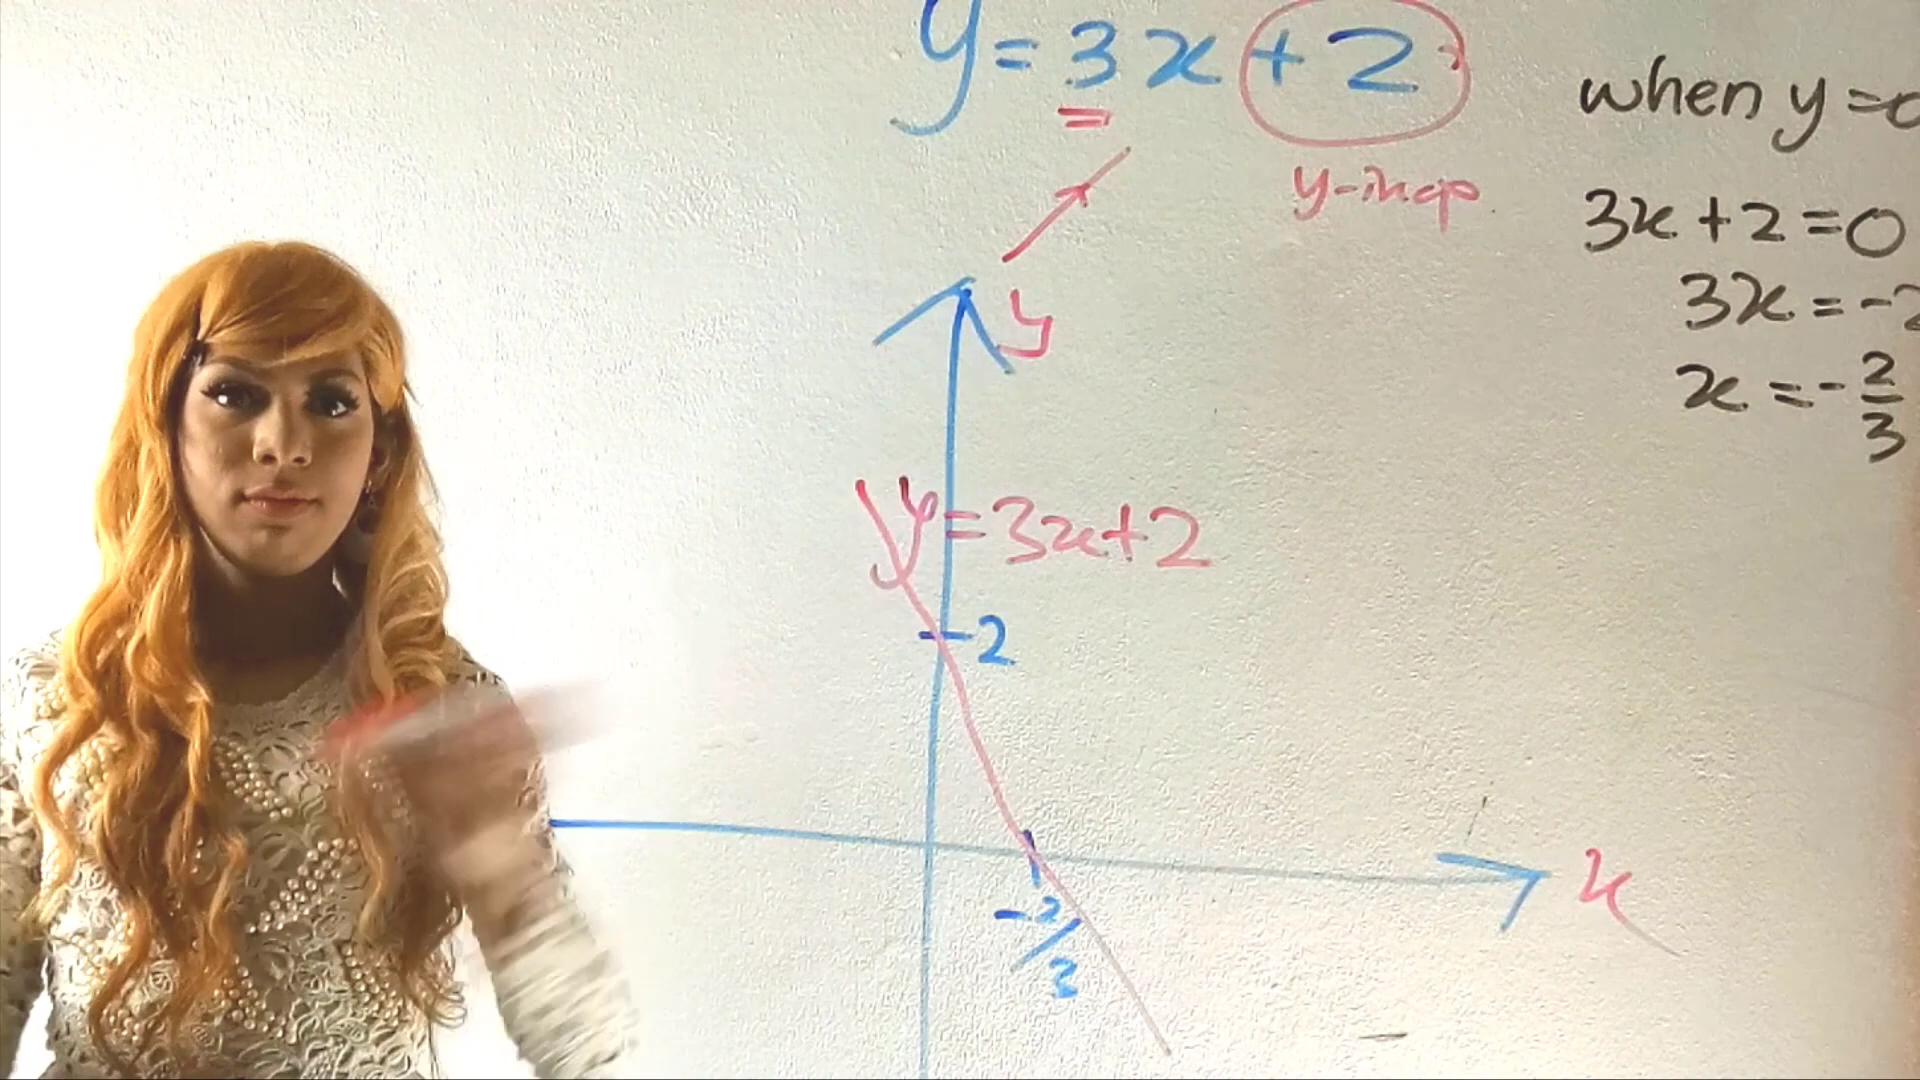 y = 3x + 2
when y = 0
y-incp
3x + 2 = 0
3x = -2
x = -2/3
y
y = 3x + 2
2
x
-2/3